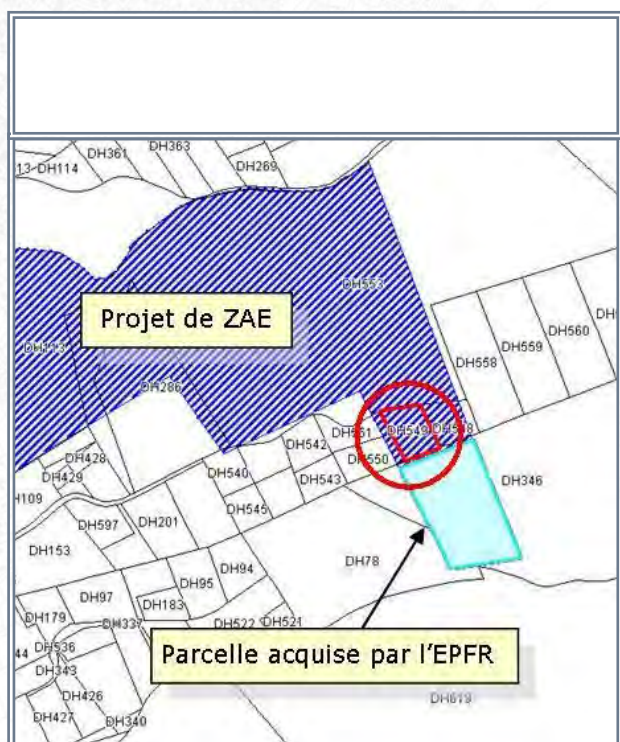 DH361
DH363
13-DH114
DH269
DH553
Projet de ZAE
DH113
DH286
DH560
DH559
DH558
DH549
DH550
DH542
DH543
DH540
DH545
DH428
DH429
DH346
DH597
DH201
DH153
DH78
DH94
DH95
DH97
DH183
DH179
DH522 DH521
DH536
DH343
Parcelle acquise par l'EPFR
DH426
DH427
DH340
DH619